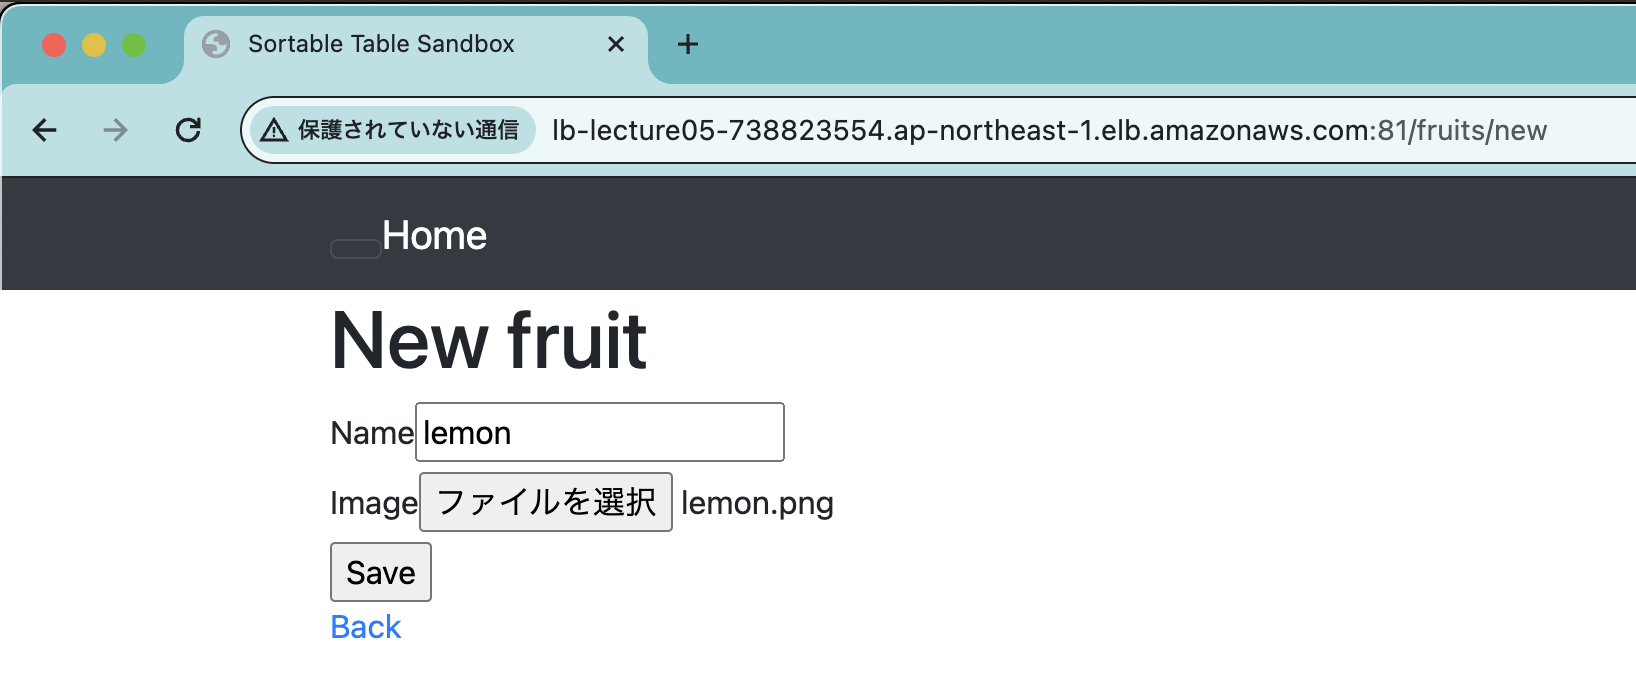 Sortable Table Sandbox
保護されていない通信 lb-lecture05-738823554.ap-northeast-1.elb.amazonaws.com:81/fruits/new
Home
New fruit
Name lemon
Image ファイルを選択 lemon.png
Save
Back